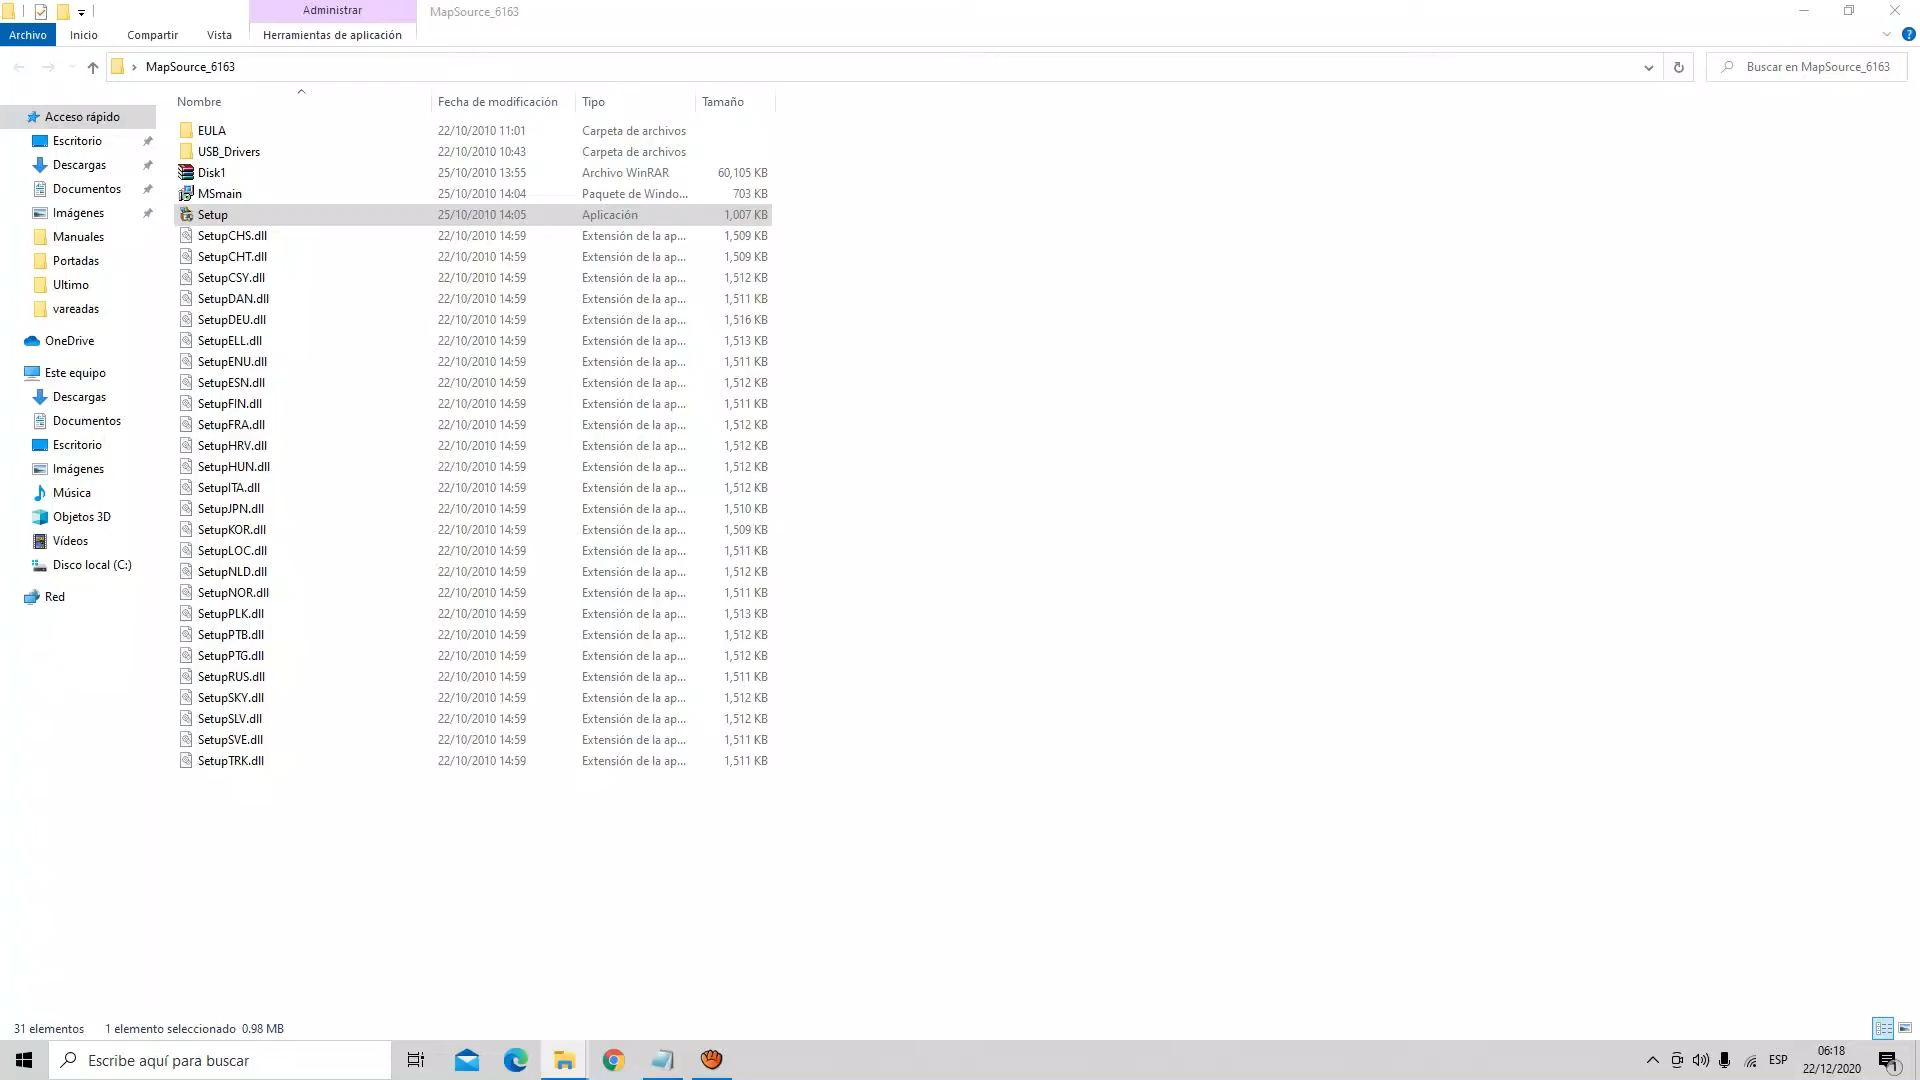 Administrar
MapSource_6163
Archivo Inicio Compartir Vista Herramientas de aplicación
MapSource_6163
Buscar en MapSource_6163
Acceso rápido
Escritorio
Descargas
Documentos
Imágenes
Manuales
Portadas
Ultimo
vareadas
OneDrive
Este equipo
Descargas
Documentos
Escritorio
Imágenes
Música
Objetos 3D
Vídeos
Disco local (C:)
Red
Nombre Fecha de modificación Tipo Tamaño
EULA 22/10/2010 11:01 Carpeta de archivos
USB_Drivers 22/10/2010 10:43 Carpeta de archivos
Disk1 25/10/2010 13:55 Archivo WinRAR 60,105 KB
MSmain 25/10/2010 14:04 Paquete de Windo... 703 KB
Setup 25/10/2010 14:05 Aplicación 1,007 KB
SetupCHS.dll 22/10/2010 14:59 Extensión de la ap... 1,509 KB
SetupCHT.dll 22/10/2010 14:59 Extensión de la ap... 1,509 KB
SetupCSY.dll 22/10/2010 14:59 Extensión de la ap... 1,512 KB
SetupDAN.dll 22/10/2010 14:59 Extensión de la ap... 1,511 KB
SetupDEU.dll 22/10/2010 14:59 Extensión de la ap... 1,516 KB
SetupELL.dll 22/10/2010 14:59 Extensión de la ap... 1,513 KB
SetupENU.dll 22/10/2010 14:59 Extensión de la ap... 1,511 KB
SetupESN.dll 22/10/2010 14:59 Extensión de la ap... 1,512 KB
SetupFIN.dll 22/10/2010 14:59 Extensión de la ap... 1,511 KB
SetupFRA.dll 22/10/2010 14:59 Extensión de la ap... 1,512 KB
SetupHRV.dll 22/10/2010 14:59 Extensión de la ap... 1,512 KB
SetupHUN.dll 22/10/2010 14:59 Extensión de la ap... 1,512 KB
SetupITA.dll 22/10/2010 14:59 Extensión de la ap... 1,512 KB
SetupJPN.dll 22/10/2010 14:59 Extensión de la ap... 1,510 KB
SetupKOR.dll 22/10/2010 14:59 Extensión de la ap... 1,509 KB
SetupLOC.dll 22/10/2010 14:59 Extensión de la ap... 1,511 KB
SetupNLD.dll 22/10/2010 14:59 Extensión de la ap... 1,512 KB
SetupNOR.dll 22/10/2010 14:59 Extensión de la ap... 1,511 KB
SetupPLK.dll 22/10/2010 14:59 Extensión de la ap... 1,513 KB
SetupPTB.dll 22/10/2010 14:59 Extensión de la ap... 1,512 KB
SetupPTG.dll 22/10/2010 14:59 Extensión de la ap... 1,512 KB
SetupRUS.dll 22/10/2010 14:59 Extensión de la ap... 1,511 KB
SetupSKY.dll 22/10/2010 14:59 Extensión de la ap... 1,512 KB
SetupSLV.dll 22/10/2010 14:59 Extensión de la ap... 1,512 KB
SetupSVE.dll 22/10/2010 14:59 Extensión de la ap... 1,511 KB
SetupTRK.dll 22/10/2010 14:59 Extensión de la ap... 1,511 KB
31 elementos 1 elemento seleccionado 0.98 MB
Escribe aquí para buscar
ESP
06:18
22/12/2020
1